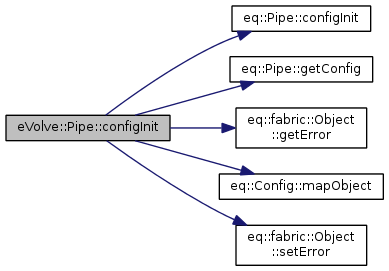 eVolve::Pipe::configInit
eq::Pipe::configInit
eq::Pipe::getConfig
eq::fabric::Object
::getError
eq::Config::mapObject
eq::fabric::Object
::setError